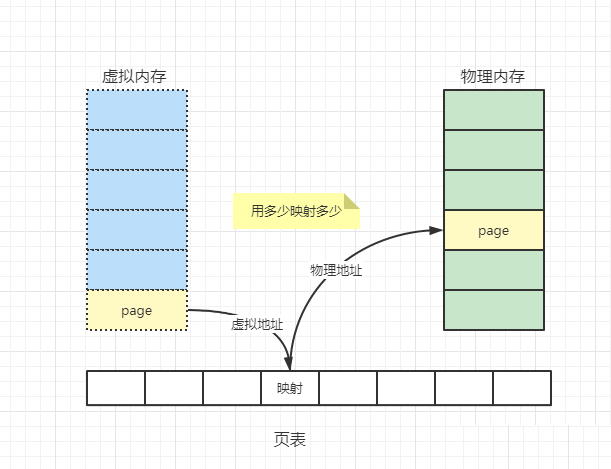 虚拟内存
物理内存
用多少映射多少
page
物理地址
page
虚拟地址
映射
页表